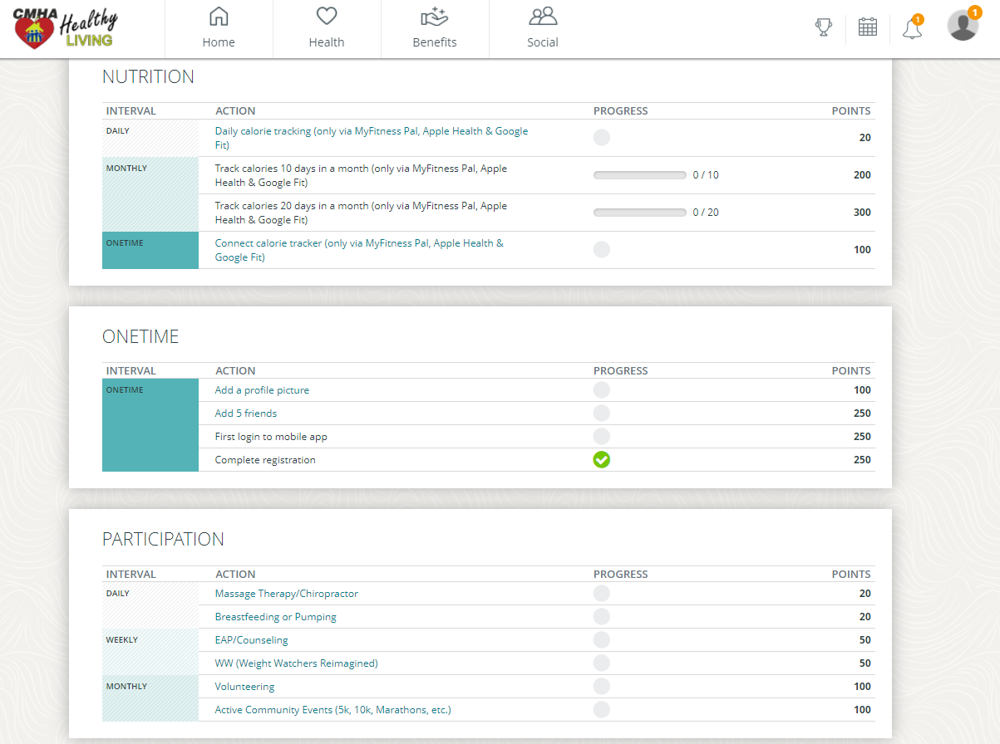 CMHA Healthy
LIVING
Home
Health
Benefits
Social
1
1
NUTRITION
INTERVAL ACTION PROGRESS POINTS
DAILY Daily calorie tracking (only via MyFitness Pal, Apple Health & Google 20
Fit)
MONTHLY Track calories 10 days in a month (only via MyFitness Pal, Apple 0 / 10 200
Health & Google Fit)
Track calories 20 days in a month (only via MyFitness Pal, Apple 0 / 20 300
Health & Google Fit)
ONETIME Connect calorie tracker (only via MyFitness Pal, Apple Health & 100
Google Fit)
ONETIME
INTERVAL ACTION PROGRESS POINTS
ONETIME Add a profile picture 100
Add 5 friends 250
First login to mobile app 250
Complete registration 250
PARTICIPATION
INTERVAL ACTION PROGRESS POINTS
DAILY Massage Therapy/Chiropractor 20
Breastfeeding or Pumping 20
WEEKLY EAP/Counseling 50
WW (Weight Watchers Reimagined) 50
MONTHLY Volunteering 100
Active Community Events (5k, 10k, Marathons, etc.) 100